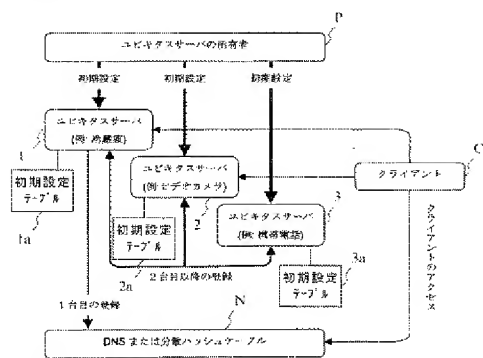 P
ユビキタスサーバの所有者
初期設定
初期設定
初期設定
ユビキタスサーバ
(例:冷蔵庫)
1
C
ユビキタスサーバ
(例:ビデオカメラ)
クライアント
初期設定
テーブル
1a
2
3
ユビキタスサーバ
(例:携帯電話)
初期設定
テーブル
2a
クライアントのアクセス
2台目以降の登録
初期設定
テーブル
3a
1台目の登録
N
DNSまたは分散ハッシュテーブル